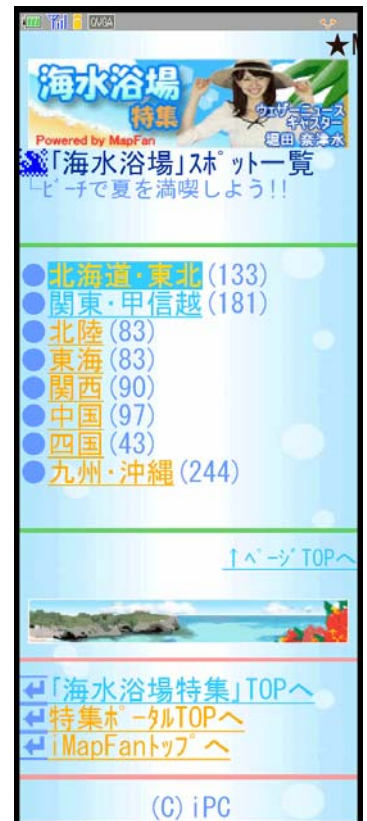 QVGA
★M
海水浴場
特集
Powered by MapFan
ウェザーニュース
キャスター
堀田 奈津水
「海水浴場」ｽﾎﾟｯﾄ一覧
└ﾋﾞｰﾁで夏を満喫しよう!!
●北海道･東北(133)
●関東･甲信越(181)
●北陸(83)
●東海(83)
●関西(90)
●中国(97)
●四国(43)
●九州･沖縄(244)
↑ﾍﾟｰｼﾞTOPへ
「海水浴場特集」TOPへ
特集ﾎﾟｰﾀﾙTOPへ
iMapFanﾄｯﾌﾟへ
(C) iPC